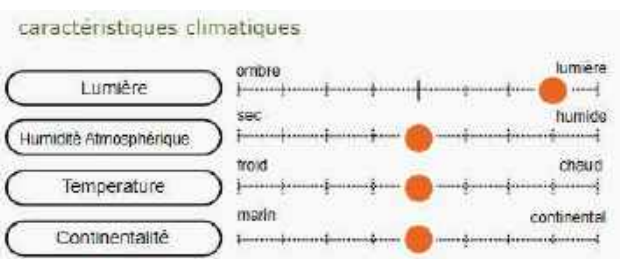 caractéristiques climatiques
ombre lumière
Lumière
sec humide
Humidité Atmosphérique
froid chaud
Temperature
marin continental
Continentalité